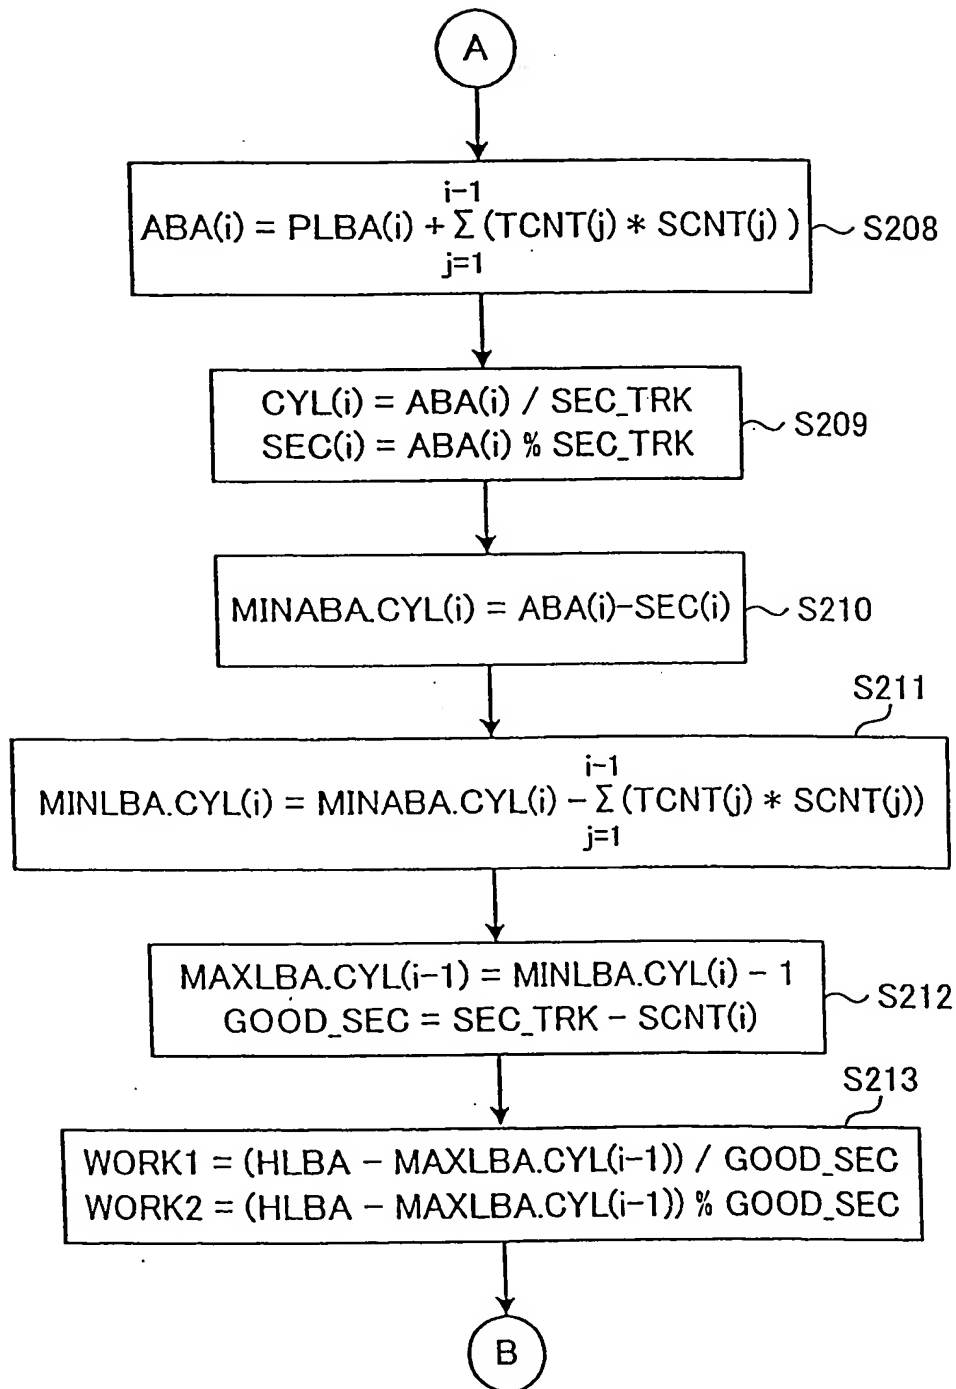 A
i-1
ABA(i) = PLBA(i) + Σ (TCNT(j) * SCNT(j) )
j=1
S208
CYL(i) = ABA(i) / SEC_TRK
SEC(i) = ABA(i) % SEC_TRK
S209
MINABA.CYL(i) = ABA(i)-SEC(i)
S210
S211
i-1
MINLBA.CYL(i) = MINABA.CYL(i) - Σ (TCNT(j) * SCNT(j))
j=1
MAXLBA.CYL(i-1) = MINLBA.CYL(i) - 1
GOOD_SEC = SEC_TRK - SCNT(i)
S212
S213
WORK1 = (HLBA - MAXLBA.CYL(i-1)) / GOOD_SEC
WORK2 = (HLBA - MAXLBA.CYL(i-1)) % GOOD_SEC
B